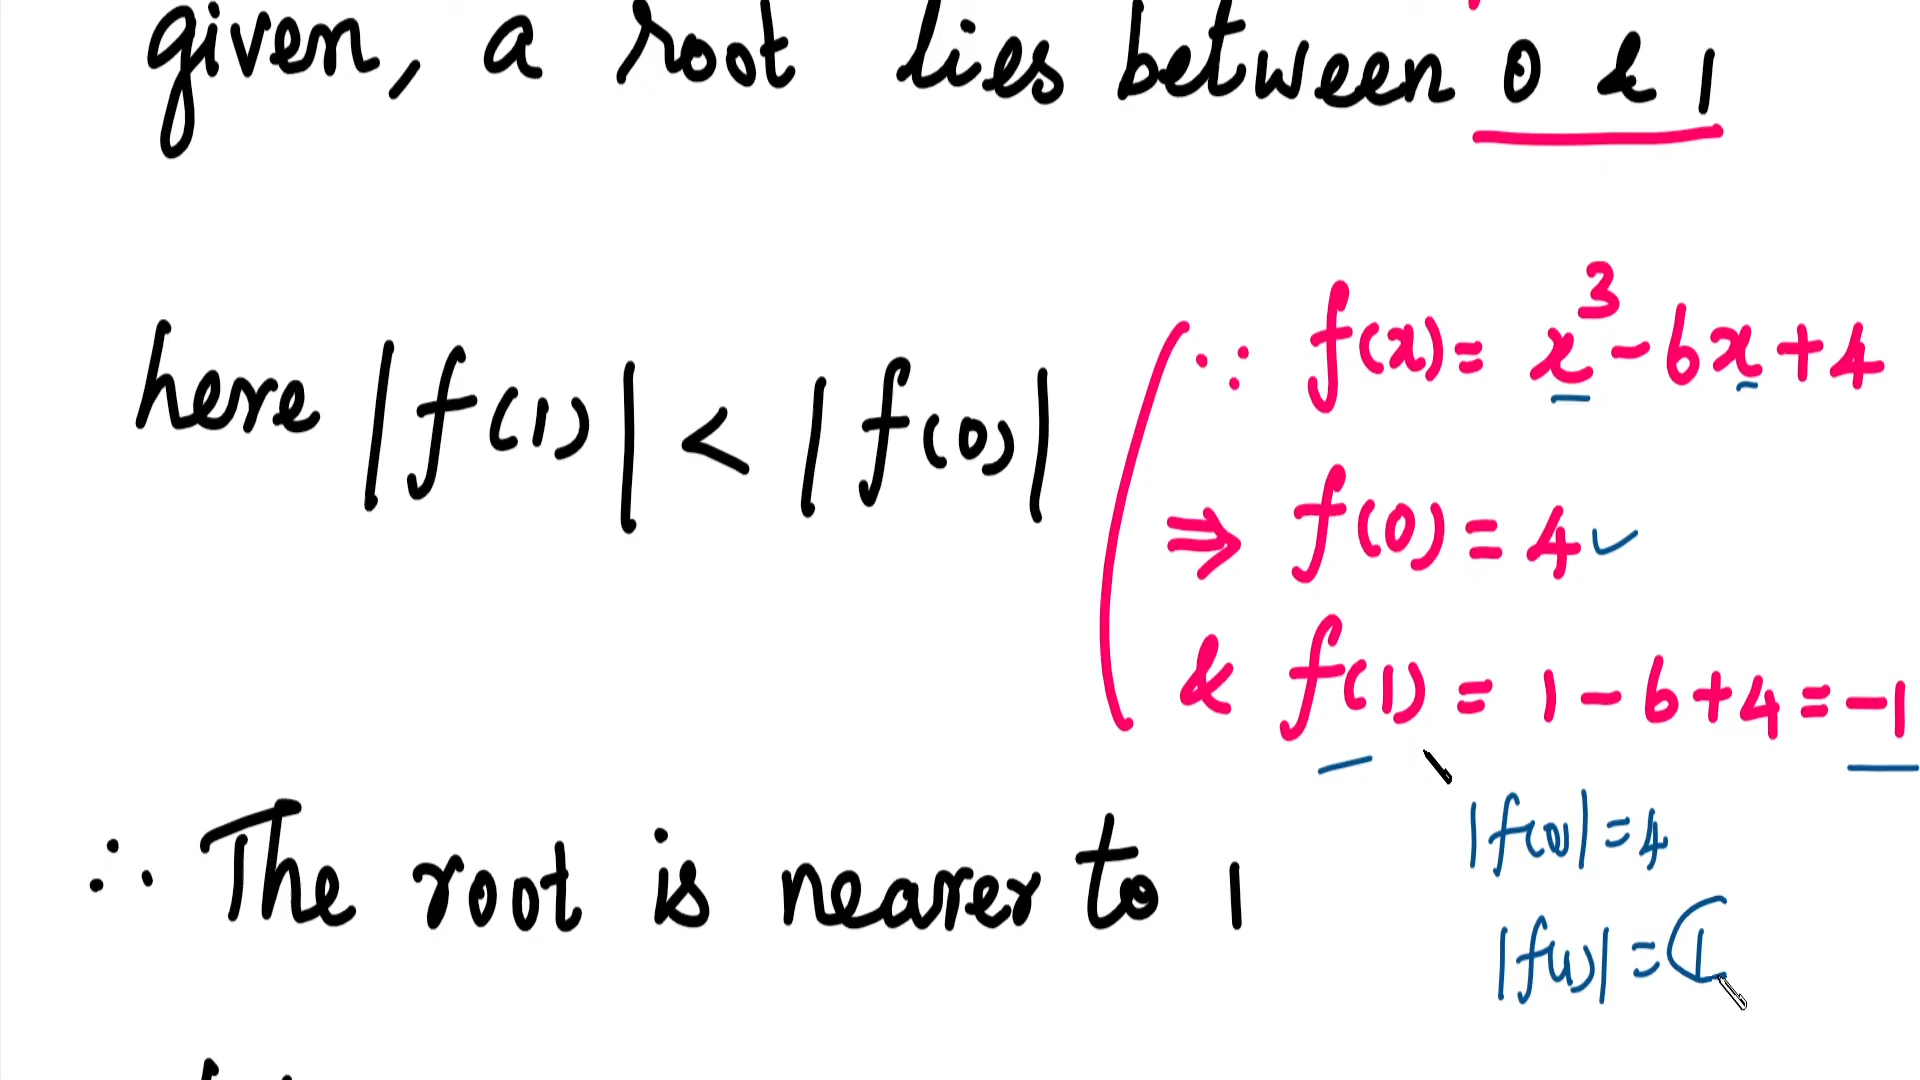 given, a root lies between 0 & 1
here |f(1)| < |f(0)|
∵ f(x) = x³ - 6x + 4
⇒ f(0) = 4 ✓
& f(1) = 1 - 6 + 4 = -1
|f(0)| = 4
∴ The root is nearer to 1
|f(1)| = 1